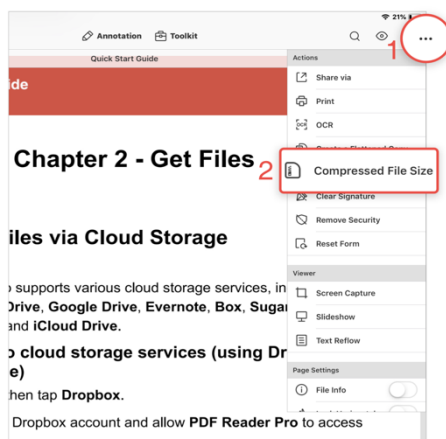 21%
Annotation Toolkit
1
Quick Start Guide
Actions
ide
Share via
Print
OCR
OCR
Chapter 2 - Get Files
2
Compressed File Size
Clear Signature
Remove Security
iles via Cloud Storage
Reset Form
Viewer
supports various cloud storage services, in
Screen Capture
Drive, Google Drive, Evernote, Box, Sugar
Slideshow
and iCloud Drive.
Text Reflow
o cloud storage services (using Dr
e)
Page Settings
then tap Dropbox.
File Info
Dropbox account and allow PDF Reader Pro to access